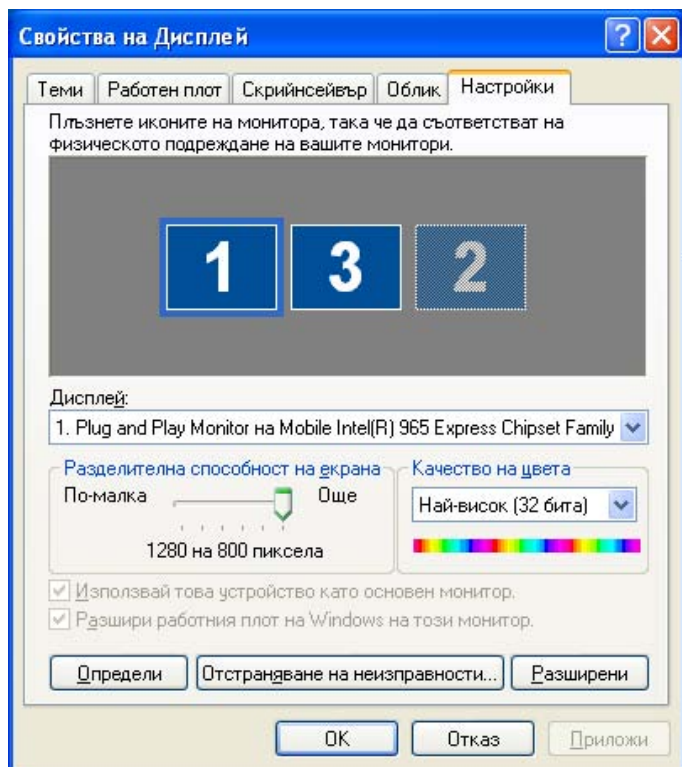 Свойства на Дисплей
Теми Работен плот Скрийнсейвър Облик Настройки
Плъзнете иконите на монитора, така че да съответстват на
физическото подреждане на вашите монитори.
1 3 2
Дисплей:
1. Plug and Play Monitor на Mobile Intel(R) 965 Express Chipset Family
Разделителна способност на екрана
По-малка Още
1280 на 800 пиксела
Качество на цвета
Най-висок (32 бита)
Използвай това устройство като основен монитор.
Разшири работния плот на Windows на този монитор.
Определи Отстраняване на неизправности... Разширени
OK Отказ Приложи